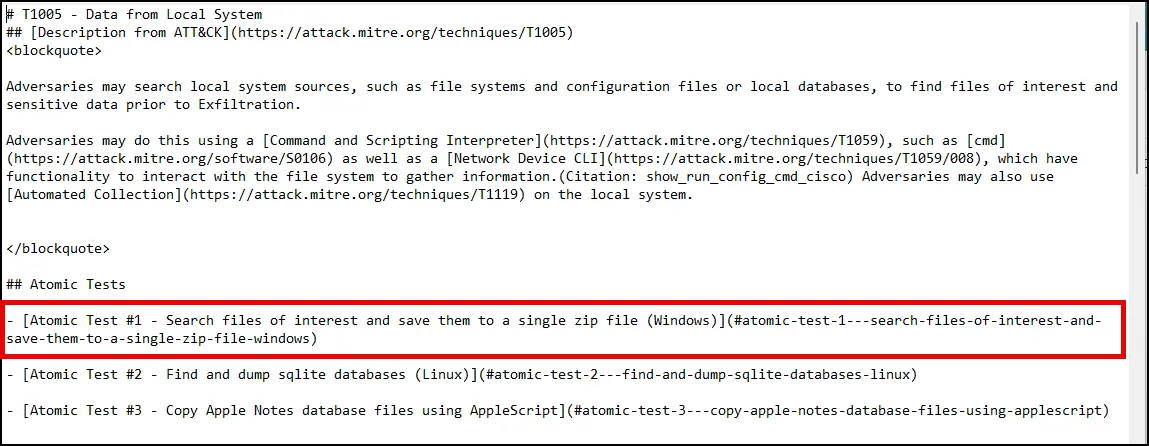 # T1005 - Data from Local System
## [Description from ATT&CK](https://attack.mitre.org/techniques/T1005)
<blockquote>
Adversaries may search local system sources, such as file systems and configuration files or local databases, to find files of interest and
sensitive data prior to Exfiltration.
Adversaries may do this using a [Command and Scripting Interpreter](https://attack.mitre.org/techniques/T1059), such as [cmd]
(https://attack.mitre.org/software/S0106) as well as a [Network Device CLI](https://attack.mitre.org/techniques/T1059/008), which have
functionality to interact with the file system to gather information.(Citation: show_run_config_cmd_cisco) Adversaries may also use
[Automated Collection](https://attack.mitre.org/techniques/T1119) on the local system.
</blockquote>
## Atomic Tests
- [Atomic Test #1 - Search files of interest and save them to a single zip file (Windows)](#atomic-test-1---search-files-of-interest-and-
save-them-to-a-single-zip-file-windows)
- [Atomic Test #2 - Find and dump sqlite databases (Linux)](#atomic-test-2---find-and-dump-sqlite-databases-linux)
- [Atomic Test #3 - Copy Apple Notes database files using AppleScript](#atomic-test-3---copy-apple-notes-database-files-using-applescript)